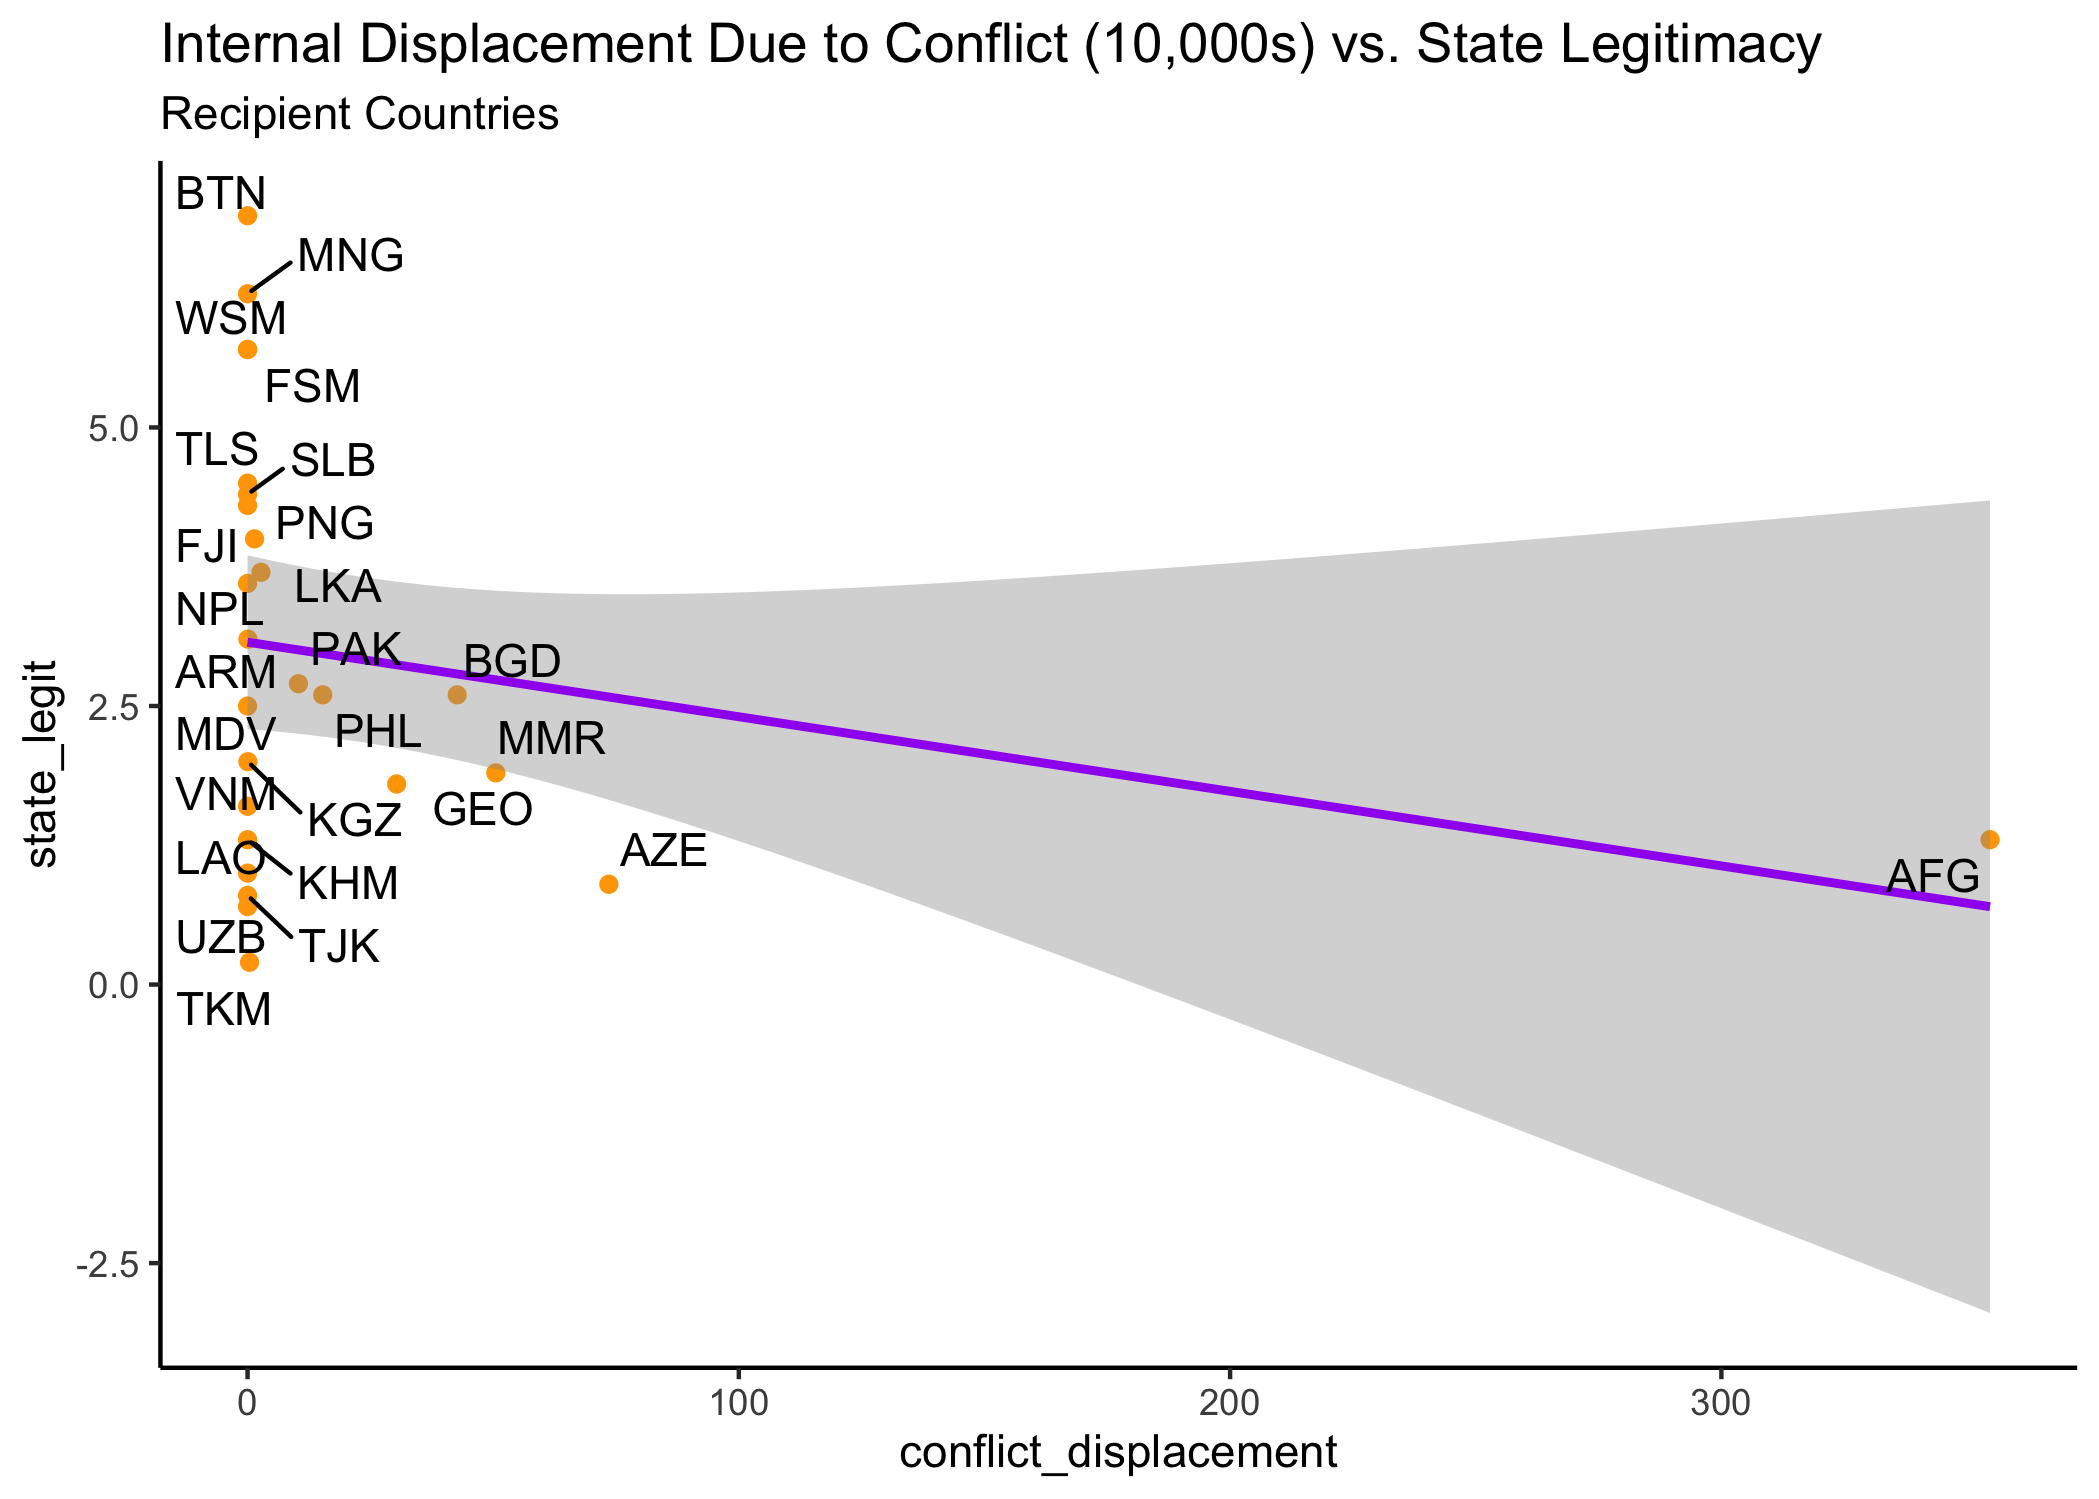 Internal Displacement Due to Conflict (10,000s) vs. State Legitimacy
Recipient Countries
BTN
MNG
WSM
FSM
5.0
TLS
SLB
PNG
FJI
LKA
NPL
PAK
BGD
ARM
2.5
PHL
MDV
MMR
VNM
KGZ
GEO
AZE
LAO
KHM
AFG
UZB
TJK
0.0
TKM
-2.5
state_legit
0 100 200 300
conflict_displacement